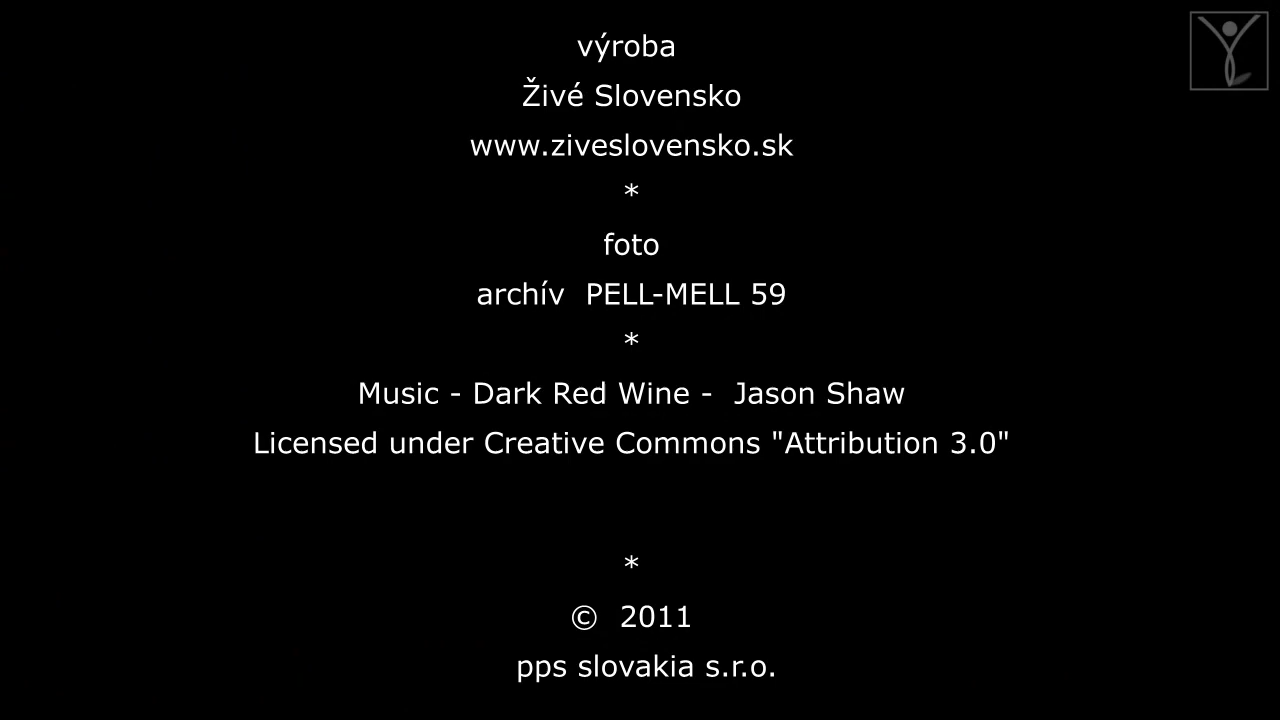 výroba
Živé Slovensko
www.ziveslovensko.sk
*
foto
archív  PELL-MELL 59
*
Music - Dark Red Wine -  Jason Shaw
Licensed under Creative Commons "Attribution 3.0"
*
©  2011
pps slovakia s.r.o.